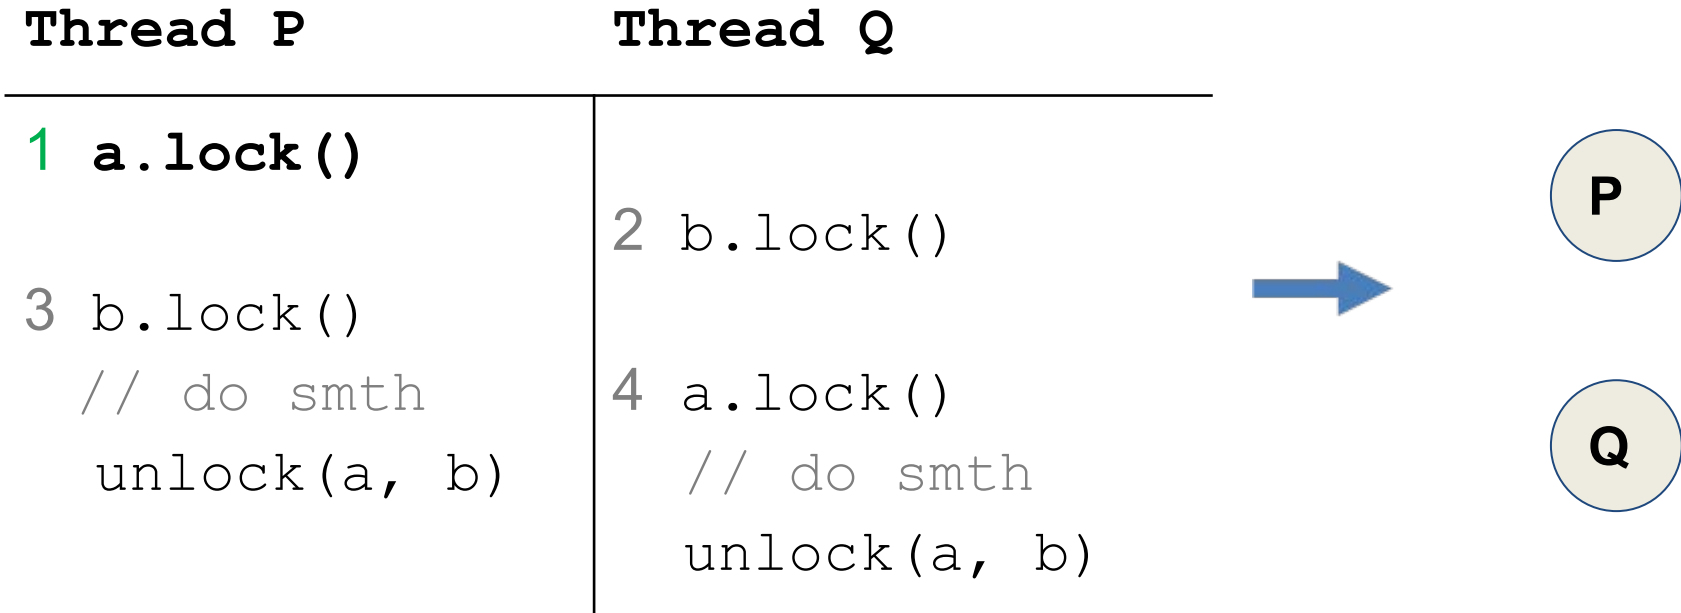 Thread P
Thread Q
1 a.lock()
2 b.lock()
3 b.lock()
// do smth
4 a.lock()
unlock(a, b)
// do smth
unlock(a, b)
P
Q